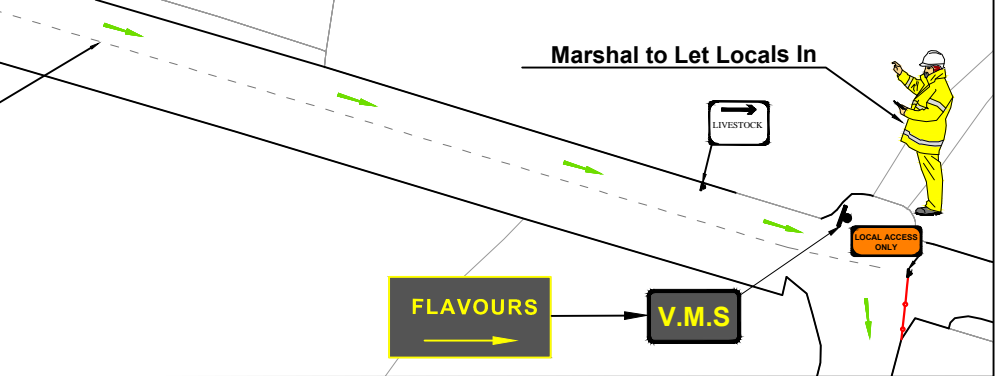 Marshal to Let Locals In
LIVESTOCK
LOCAL ACCESS
ONLY
FLAVOURS
V.M.S